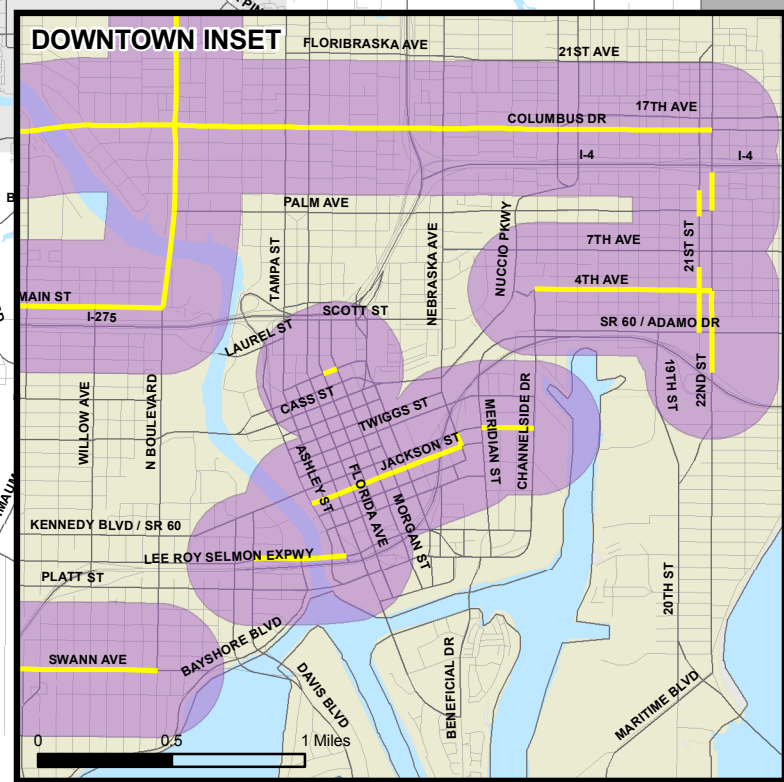 DOWNTOWN INSET
FLORIBRASKA AVE
21ST AVE
17TH AVE
COLUMBUS DR
I-4
I-4
PALM AVE
TAMPA ST
NEBRASKA AVE
NUCCIO PKWY
7TH AVE
21ST ST
4TH AVE
MAIN ST
I-275
SCOTT ST
LAUREL ST
SR 60 / ADAMO DR
19TH ST
22ND ST
WILLOW AVE
N BOULEVARD
CASS ST
TWIGGS ST
MERIDIAN ST
CHANNELSIDE DR
JACKSON ST
ASHLEY ST
FLORIDA AVE
MORGAN ST
KENNEDY BLVD / SR 60
LEE ROY SELMON EXPWY
PLATT ST
20TH ST
SWANN AVE
BAYSHORE BLVD
DAVIS BLVD
BENEFICIAL DR
MARITIME BLVD
0 0.5 1 Miles